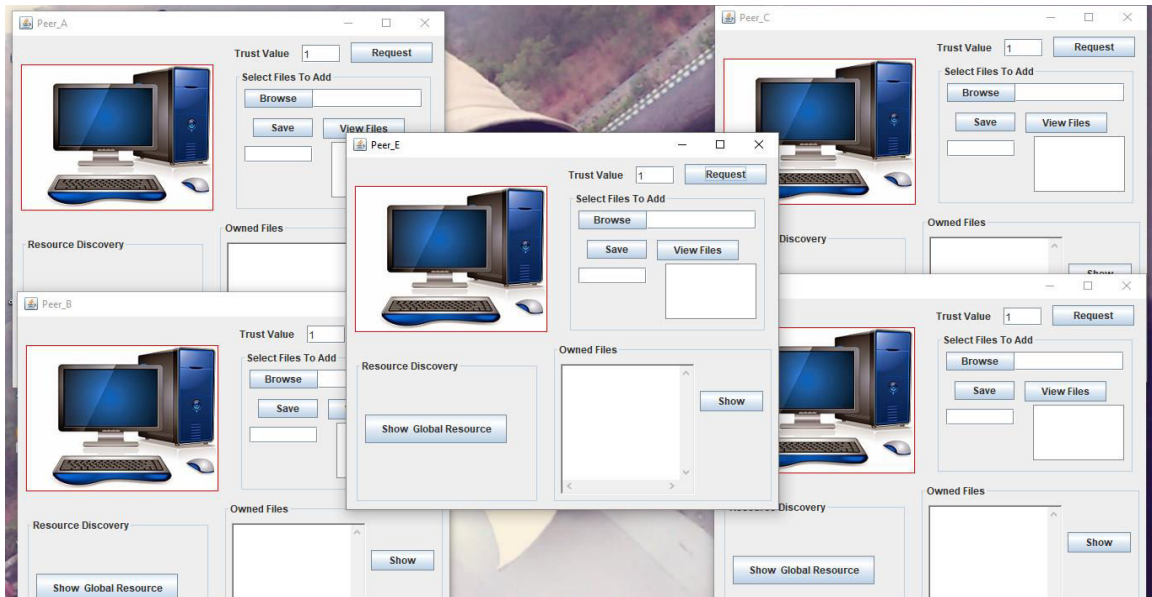 Peer_A
Trust Value 1 Request
Select Files To Add
Browse
Save View Files
Owned Files
Resource Discovery
Peer_C
Trust Value 1 Request
Select Files To Add
Browse
Save View Files
Owned Files
Discovery
Show
Peer_E
Trust Value 1 Request
Select Files To Add
Browse
Save View Files
Owned Files
Resource Discovery
Show
Show Global Resource
Peer_B
Trust Value 1
Select Files To Add
Browse
Save
Owned Files
Resource Discovery
Show
Show Global Resource
Trust Value 1 Request
Select Files To Add
Browse
Save View Files
Owned Files
Resource Discovery
Show
Show Global Resource